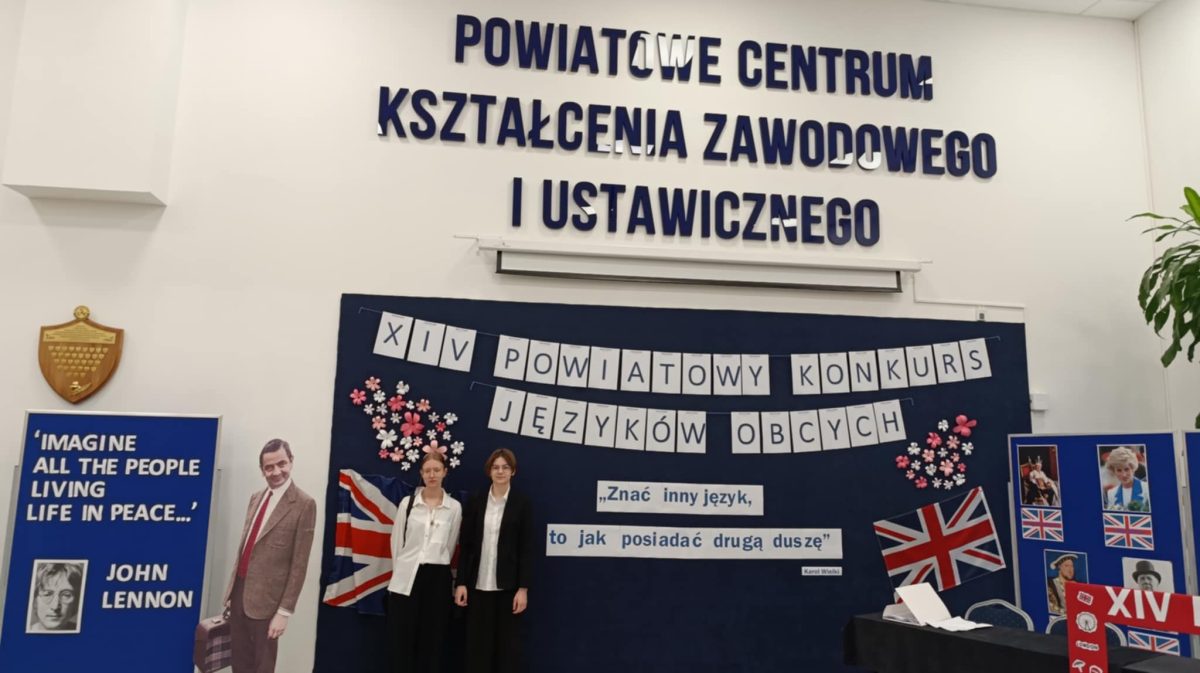 POWIATOWE CENTRUM
KSZTAŁCENIA ZAWODOWEGO
I USTAWICZNEGO
XIV POWIATOWY KONKURS
JĘZYKÓW OBCYCH
„Znać inny język,
to jak posiadać drugą duszę”
Karol Wielki
‘IMAGINE
ALL THE PEOPLE
LIVING
LIFE IN PEACE...’
JOHN
LENNON
XIV
LONDON